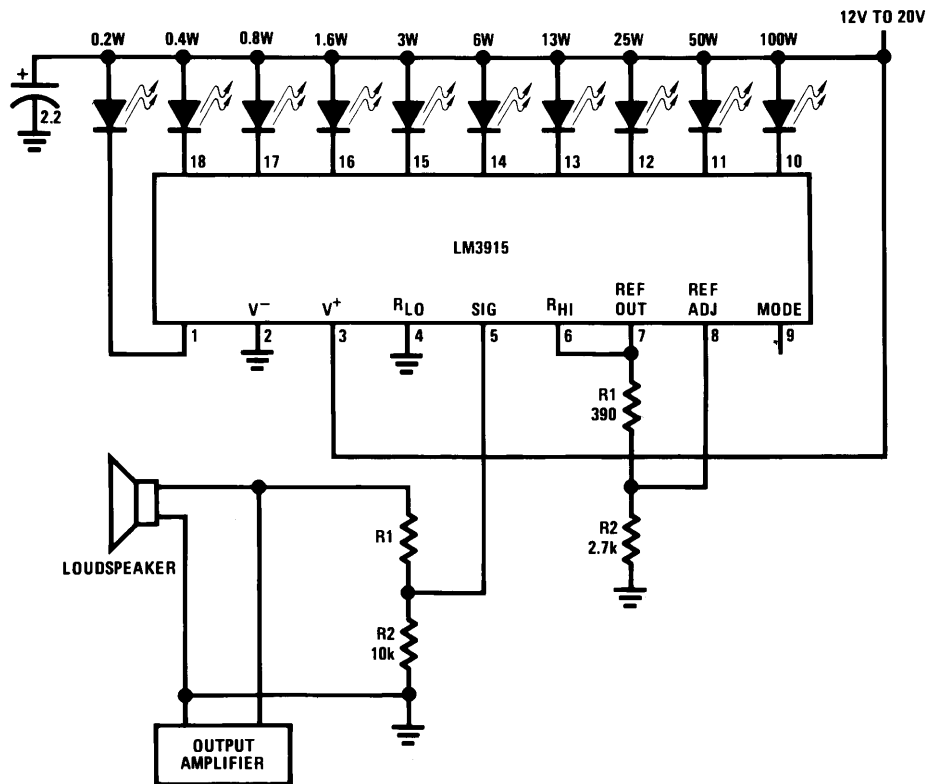 12V TO 20V
0.2W 0.4W 0.8W 1.6W 3W 6W 13W 25W 50W 100W
+
2.2
18 17 16 15 14 13 12 11 10
LM3915
V− V+ RLO SIG RHI REF OUT REF ADJ MODE
1 2 3 4 5 6 7 8 9
R1
390
R2
2.7k
LOUDSPEAKER
R1
R2
10k
OUTPUT
AMPLIFIER